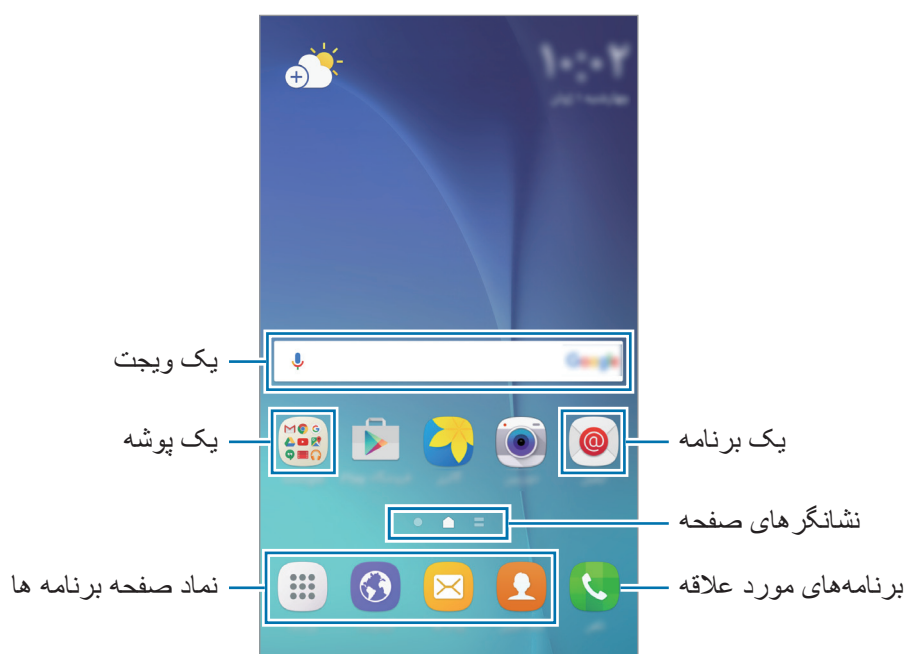 ۱۰:۰۲
Google
یک ویجت
یک برنامه
یک پوشه
نشانگرهای صفحه
برنامه‌های مورد علاقه
نماد صفحه برنامه ها